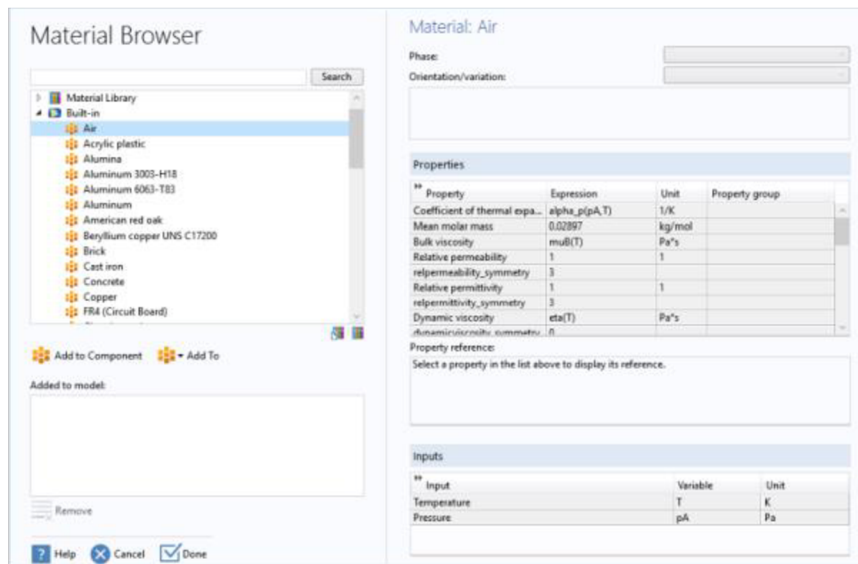 Material Browser
Search
Material Library
Built-in
Air
Acrylic plastic
Alumina
Aluminum 3003-H18
Aluminum 6063-T83
Aluminum
American red oak
Beryllium copper UNS C17200
Brick
Cast iron
Concrete
Copper
FR4 (Circuit Board)
Add to Component Add To
Added to model:
Remove
Help Cancel Done
Material: Air
Phase:
Orientation/variation:
Properties
Property Expression Unit Property group
Coefficient of thermal expa... alpha_p(pA,T) 1/K
Mean molar mass 0.02897 kg/mol
Bulk viscosity muB(T) Pa*s
Relative permeability 1 1
relpermeability_symmetry 3
Relative permittivity 1 1
relpermittivity_symmetry 3
Dynamic viscosity eta(T) Pa*s
dynamicviscosity_symmetry 0
Property reference:
Select a property in the list above to display its reference.
Inputs
Input Variable Unit
Temperature T K
Pressure pA Pa